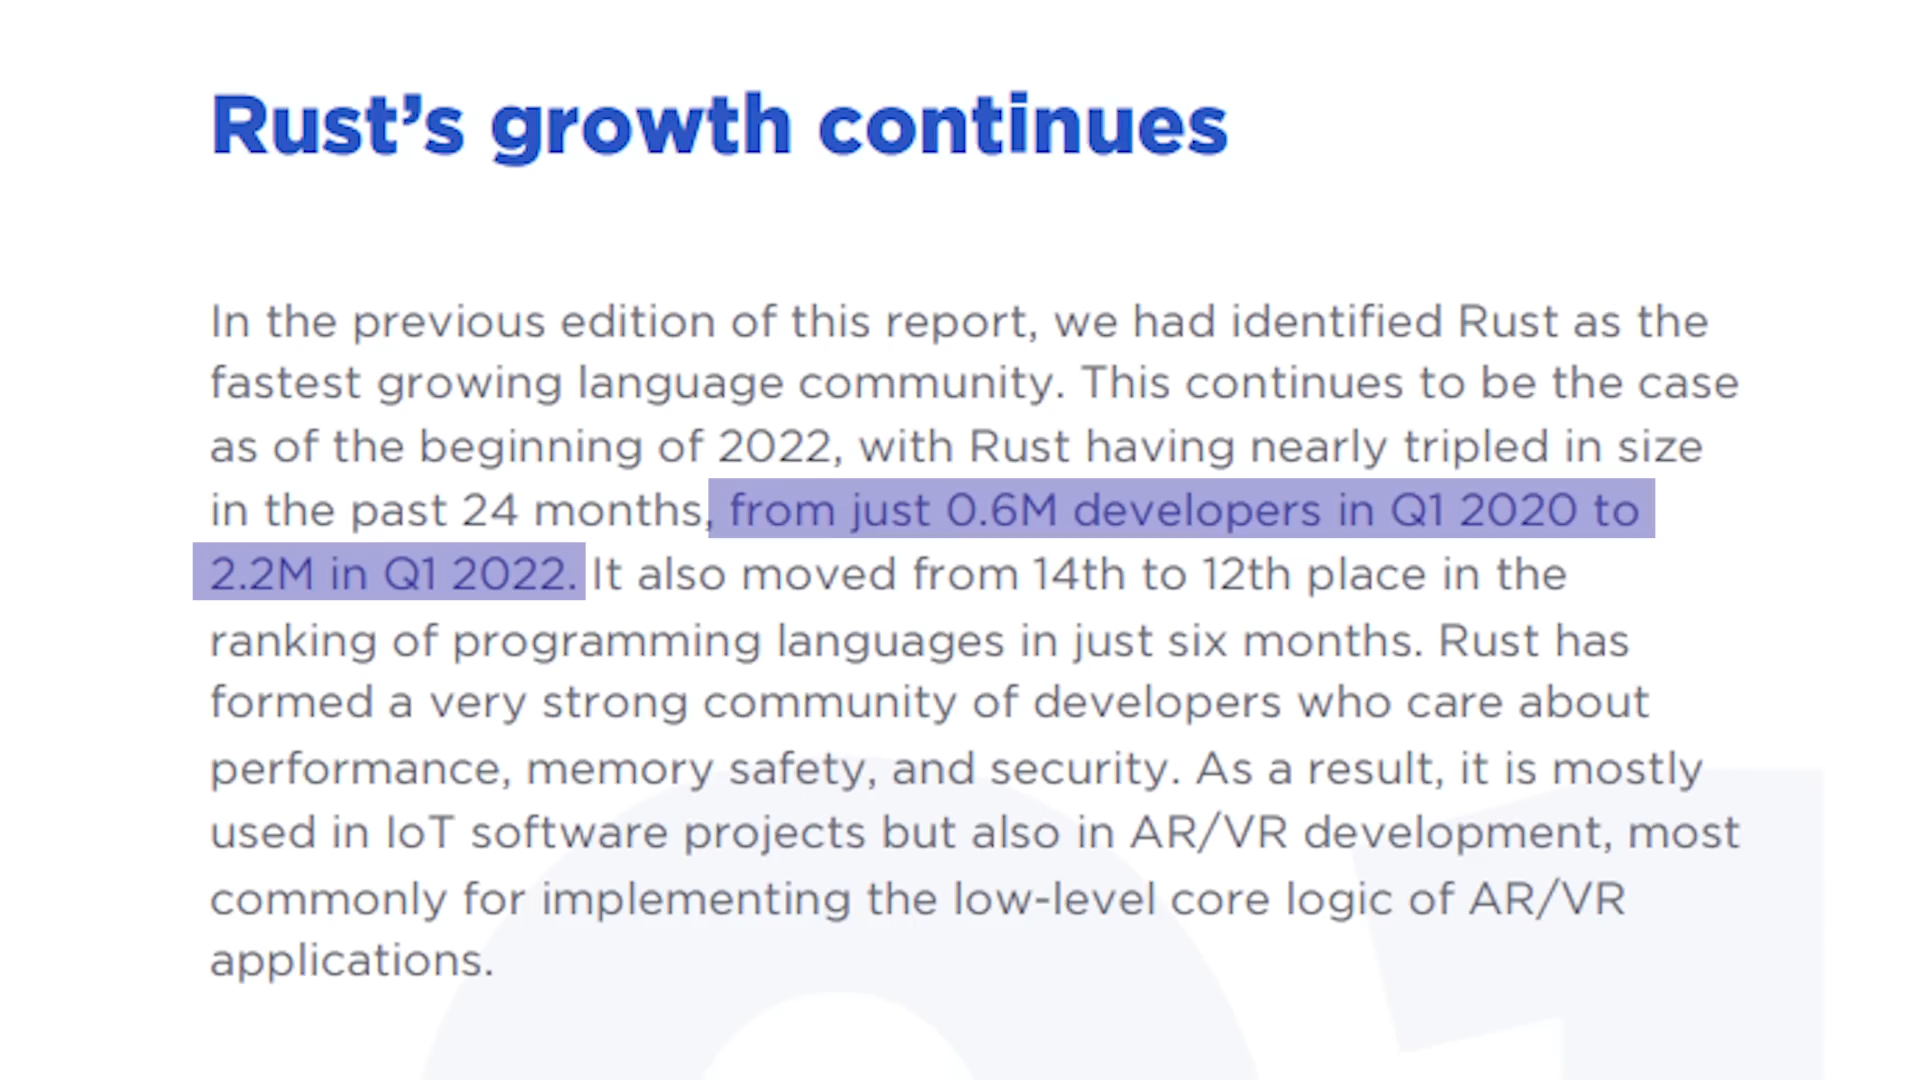 Rust’s growth continues
In the previous edition of this report, we had identified Rust as the
fastest growing language community. This continues to be the case
as of the beginning of 2022, with Rust having nearly tripled in size
in the past 24 months, from just 0.6M developers in Q1 2020 to
2.2M in Q1 2022. It also moved from 14th to 12th place in the
ranking of programming languages in just six months. Rust has
formed a very strong community of developers who care about
performance, memory safety, and security. As a result, it is mostly
used in IoT software projects but also in AR/VR development, most
commonly for implementing the low-level core logic of AR/VR
applications.